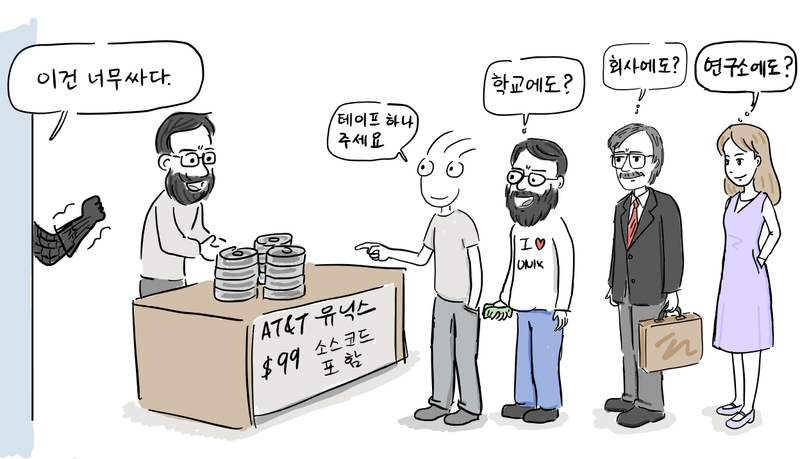 이건 너무싸다.
테이프 하나
주세요
학교에도?
회사에도?
연구소에도?
I ♥
UNIX
AT&T 유닉스
$99 소스코드
포함